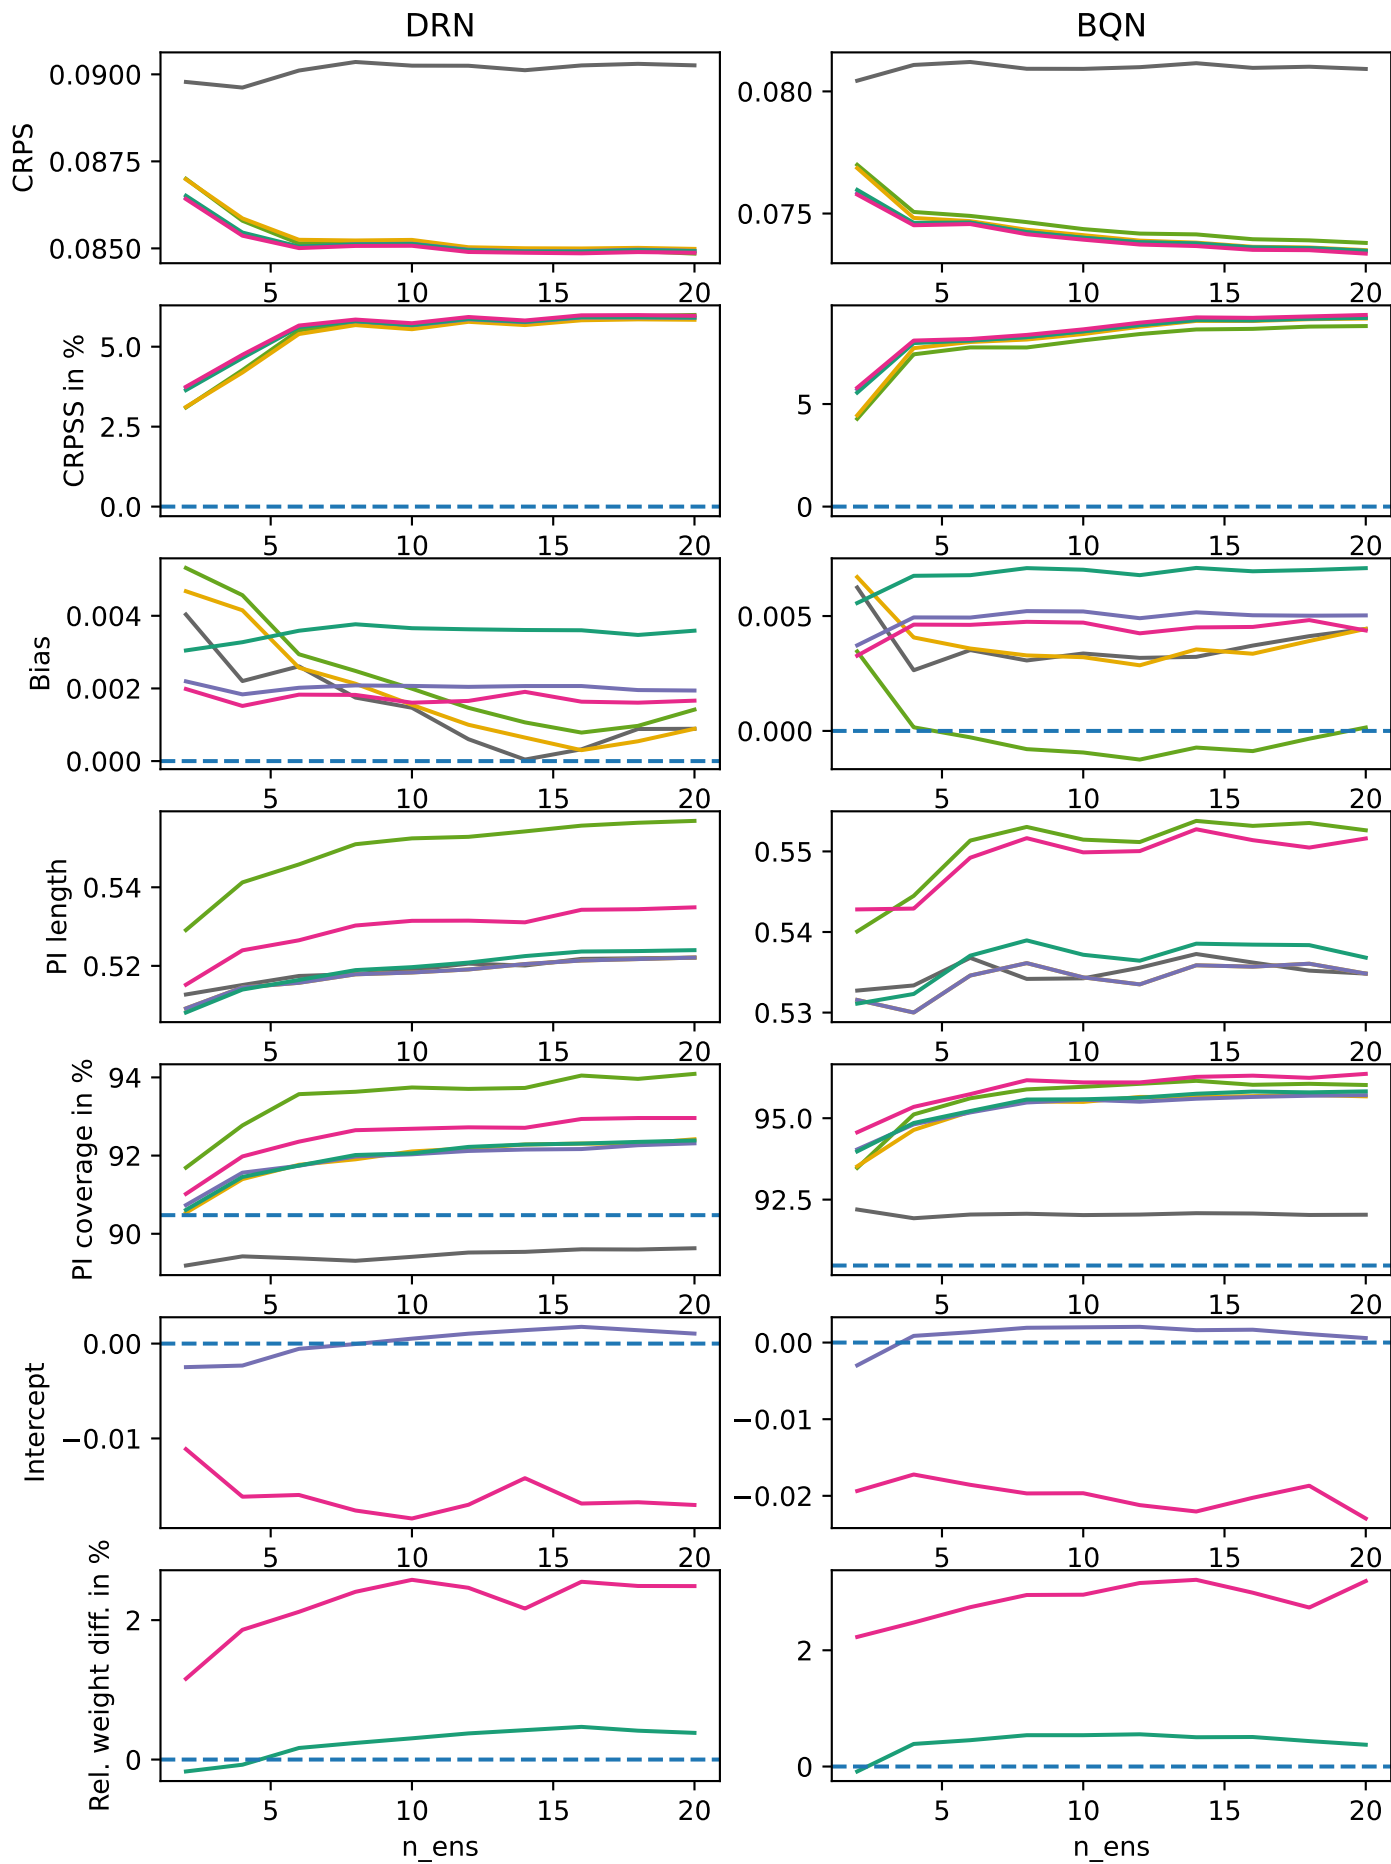 DRN
BQN
CRPS
0.0900
0.0875
0.0850
5 10 15 20
0.080
0.075
5 10 15 20
CRPSS in %
5.0
2.5
0.0
5 10 15 20
5
0
5 10 15 20
Bias
0.004
0.002
0.000
5 10 15 20
0.005
0.000
5 10 15 20
PI length
0.54
0.52
5 10 15 20
0.55
0.54
0.53
5 10 15 20
PI coverage in %
94
92
90
5 10 15 20
95.0
92.5
5 10 15 20
Intercept
0.00
−0.01
5 10 15 20
0.00
−0.01
−0.02
5 10 15 20
Rel. weight diff. in %
2
0
5 10 15 20
n_ens
2
0
5 10 15 20
n_ens